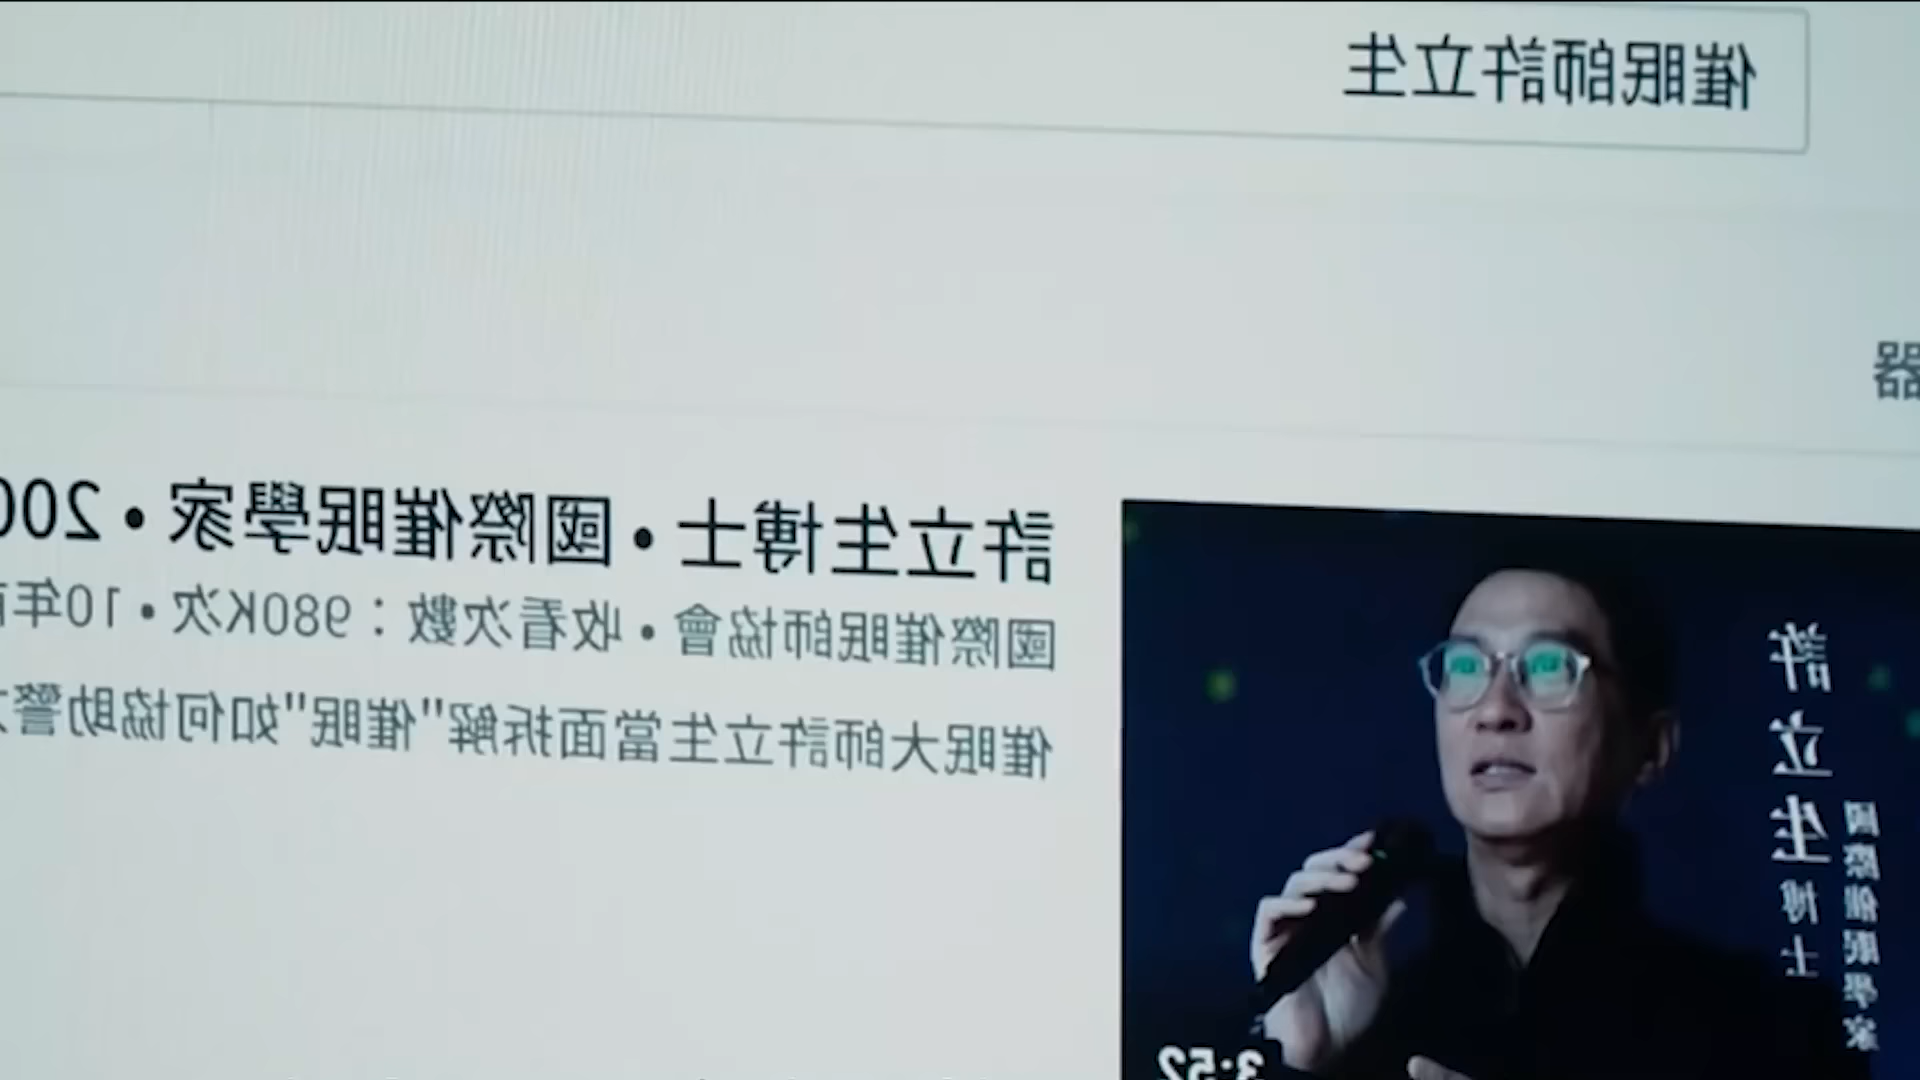 催眠師許立生
器
許立生博士•國際催眠學家•200
國際催眠師協會•收看次數：980K次•10年前
催眠大師許立生當面拆解"催眠"如何協助警
許立生博士
國際催眠學家
3:52